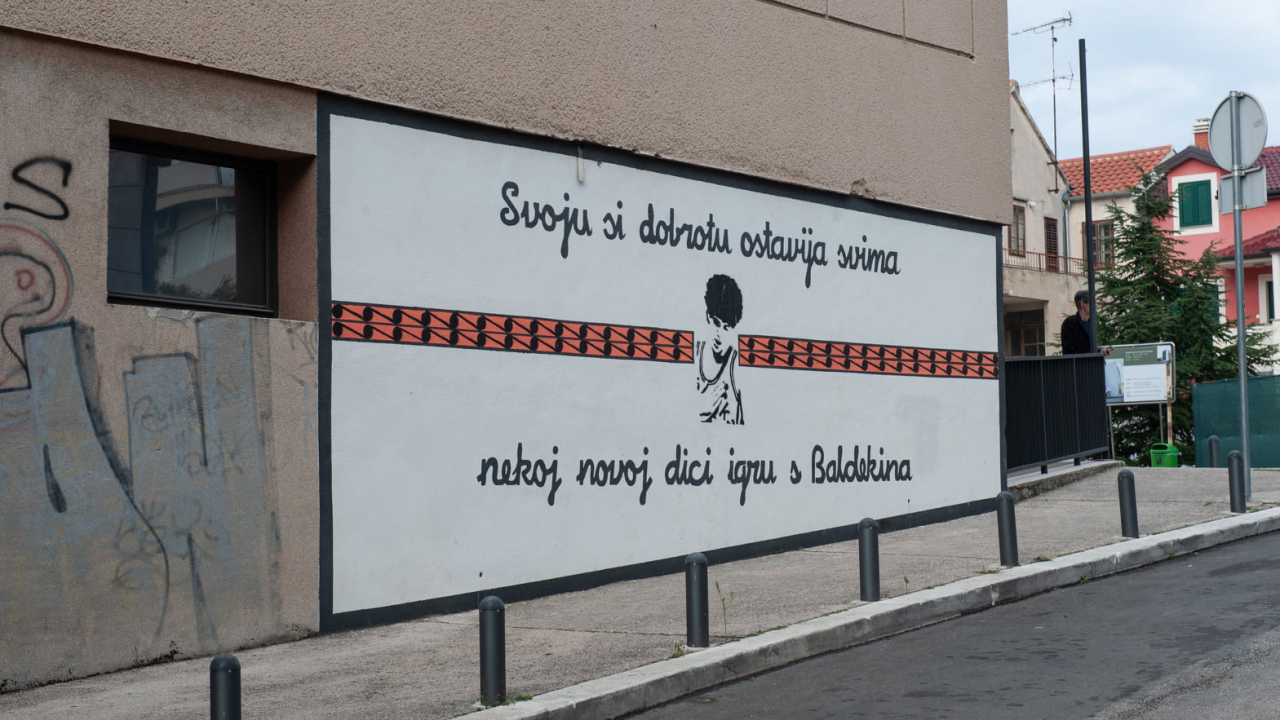 Svoju si dobrotu ostavija svima
nekoj novoj dici igru s Baldekina